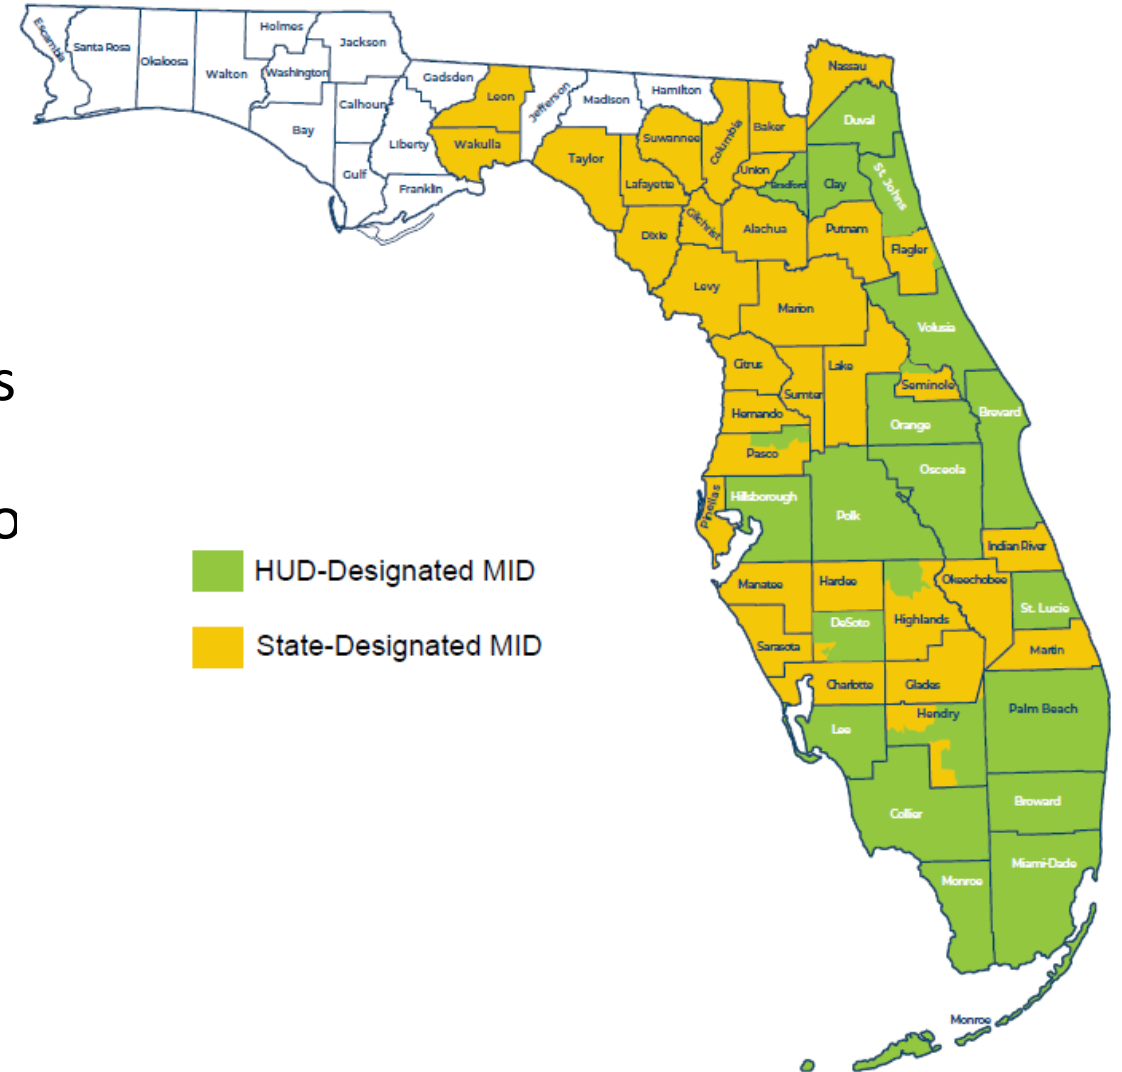 Escambia
Santa Rosa
Okaloosa
Walton
Holmes
Washington
Jackson
Bay
Calhoun
Gulf
Liberty
Gadsden
Franklin
Leon
Wakulla
Jefferson
Madison
Hamilton
Taylor
Suwannee
Lafayette
Columbia
Baker
Union
Bradford
Nassau
Duval
Clay
St. Johns
Dixie
Gilchrist
Alachua
Putnam
Flagler
Levy
Marion
Volusia
Citrus
Lake
Sumter
Seminole
Hernando
Orange
Brevard
Pasco
Osceola
s
Pinellas
Hillsborough
Polk
o
Indian River
HUD-Designated MID
State-Designated MID
Manatee
Hardee
Okeechobee
Highlands
St. Lucie
DeSoto
Sarasota
Martin
Charlotte
Glades
Hendry
Palm Beach
Lee
Collier
Broward
Miami-Dade
Monroe
Monroe